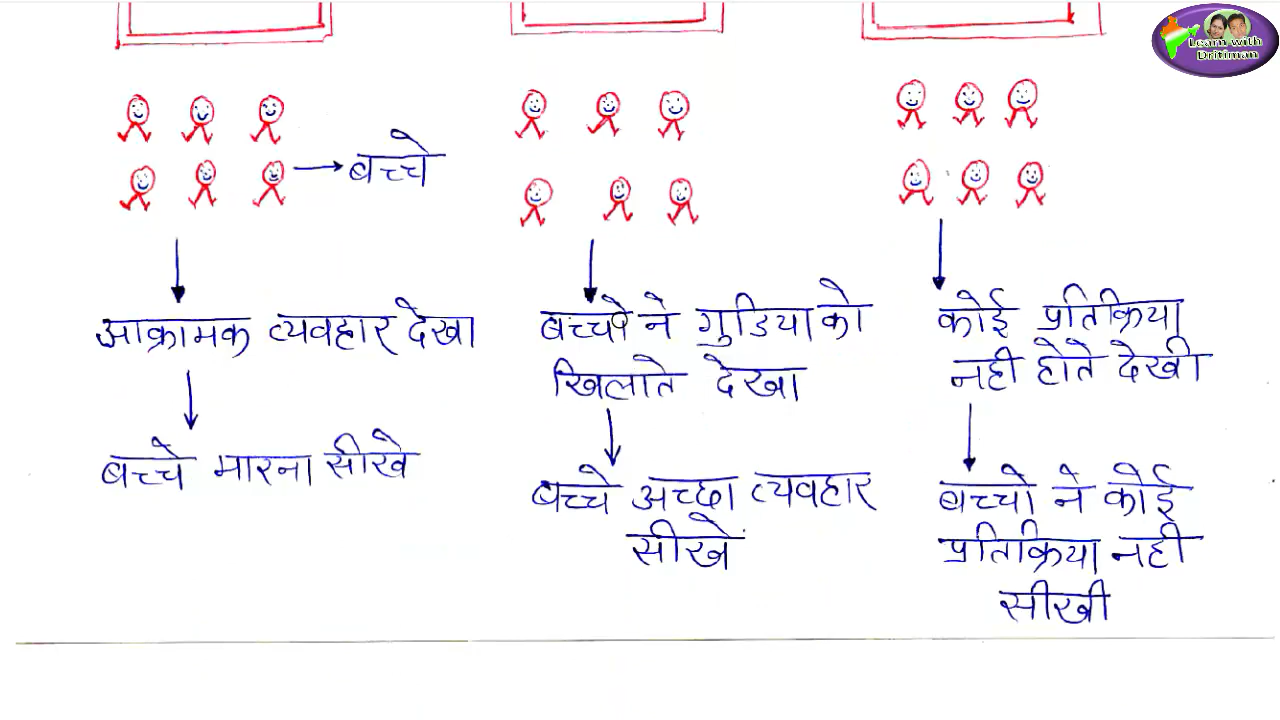 Learn with
Dritiman
बच्चे
आक्रामक व्यवहार देखा
बच्चे मारना सीखे
बच्चो ने गुडिया को
खिलाते देखा
बच्चे अच्छा व्यवहार
सीखे
कोई प्रतिक्रिया
नही होते देखी
बच्चो ने कोई
प्रतिक्रिया नही
सीखी